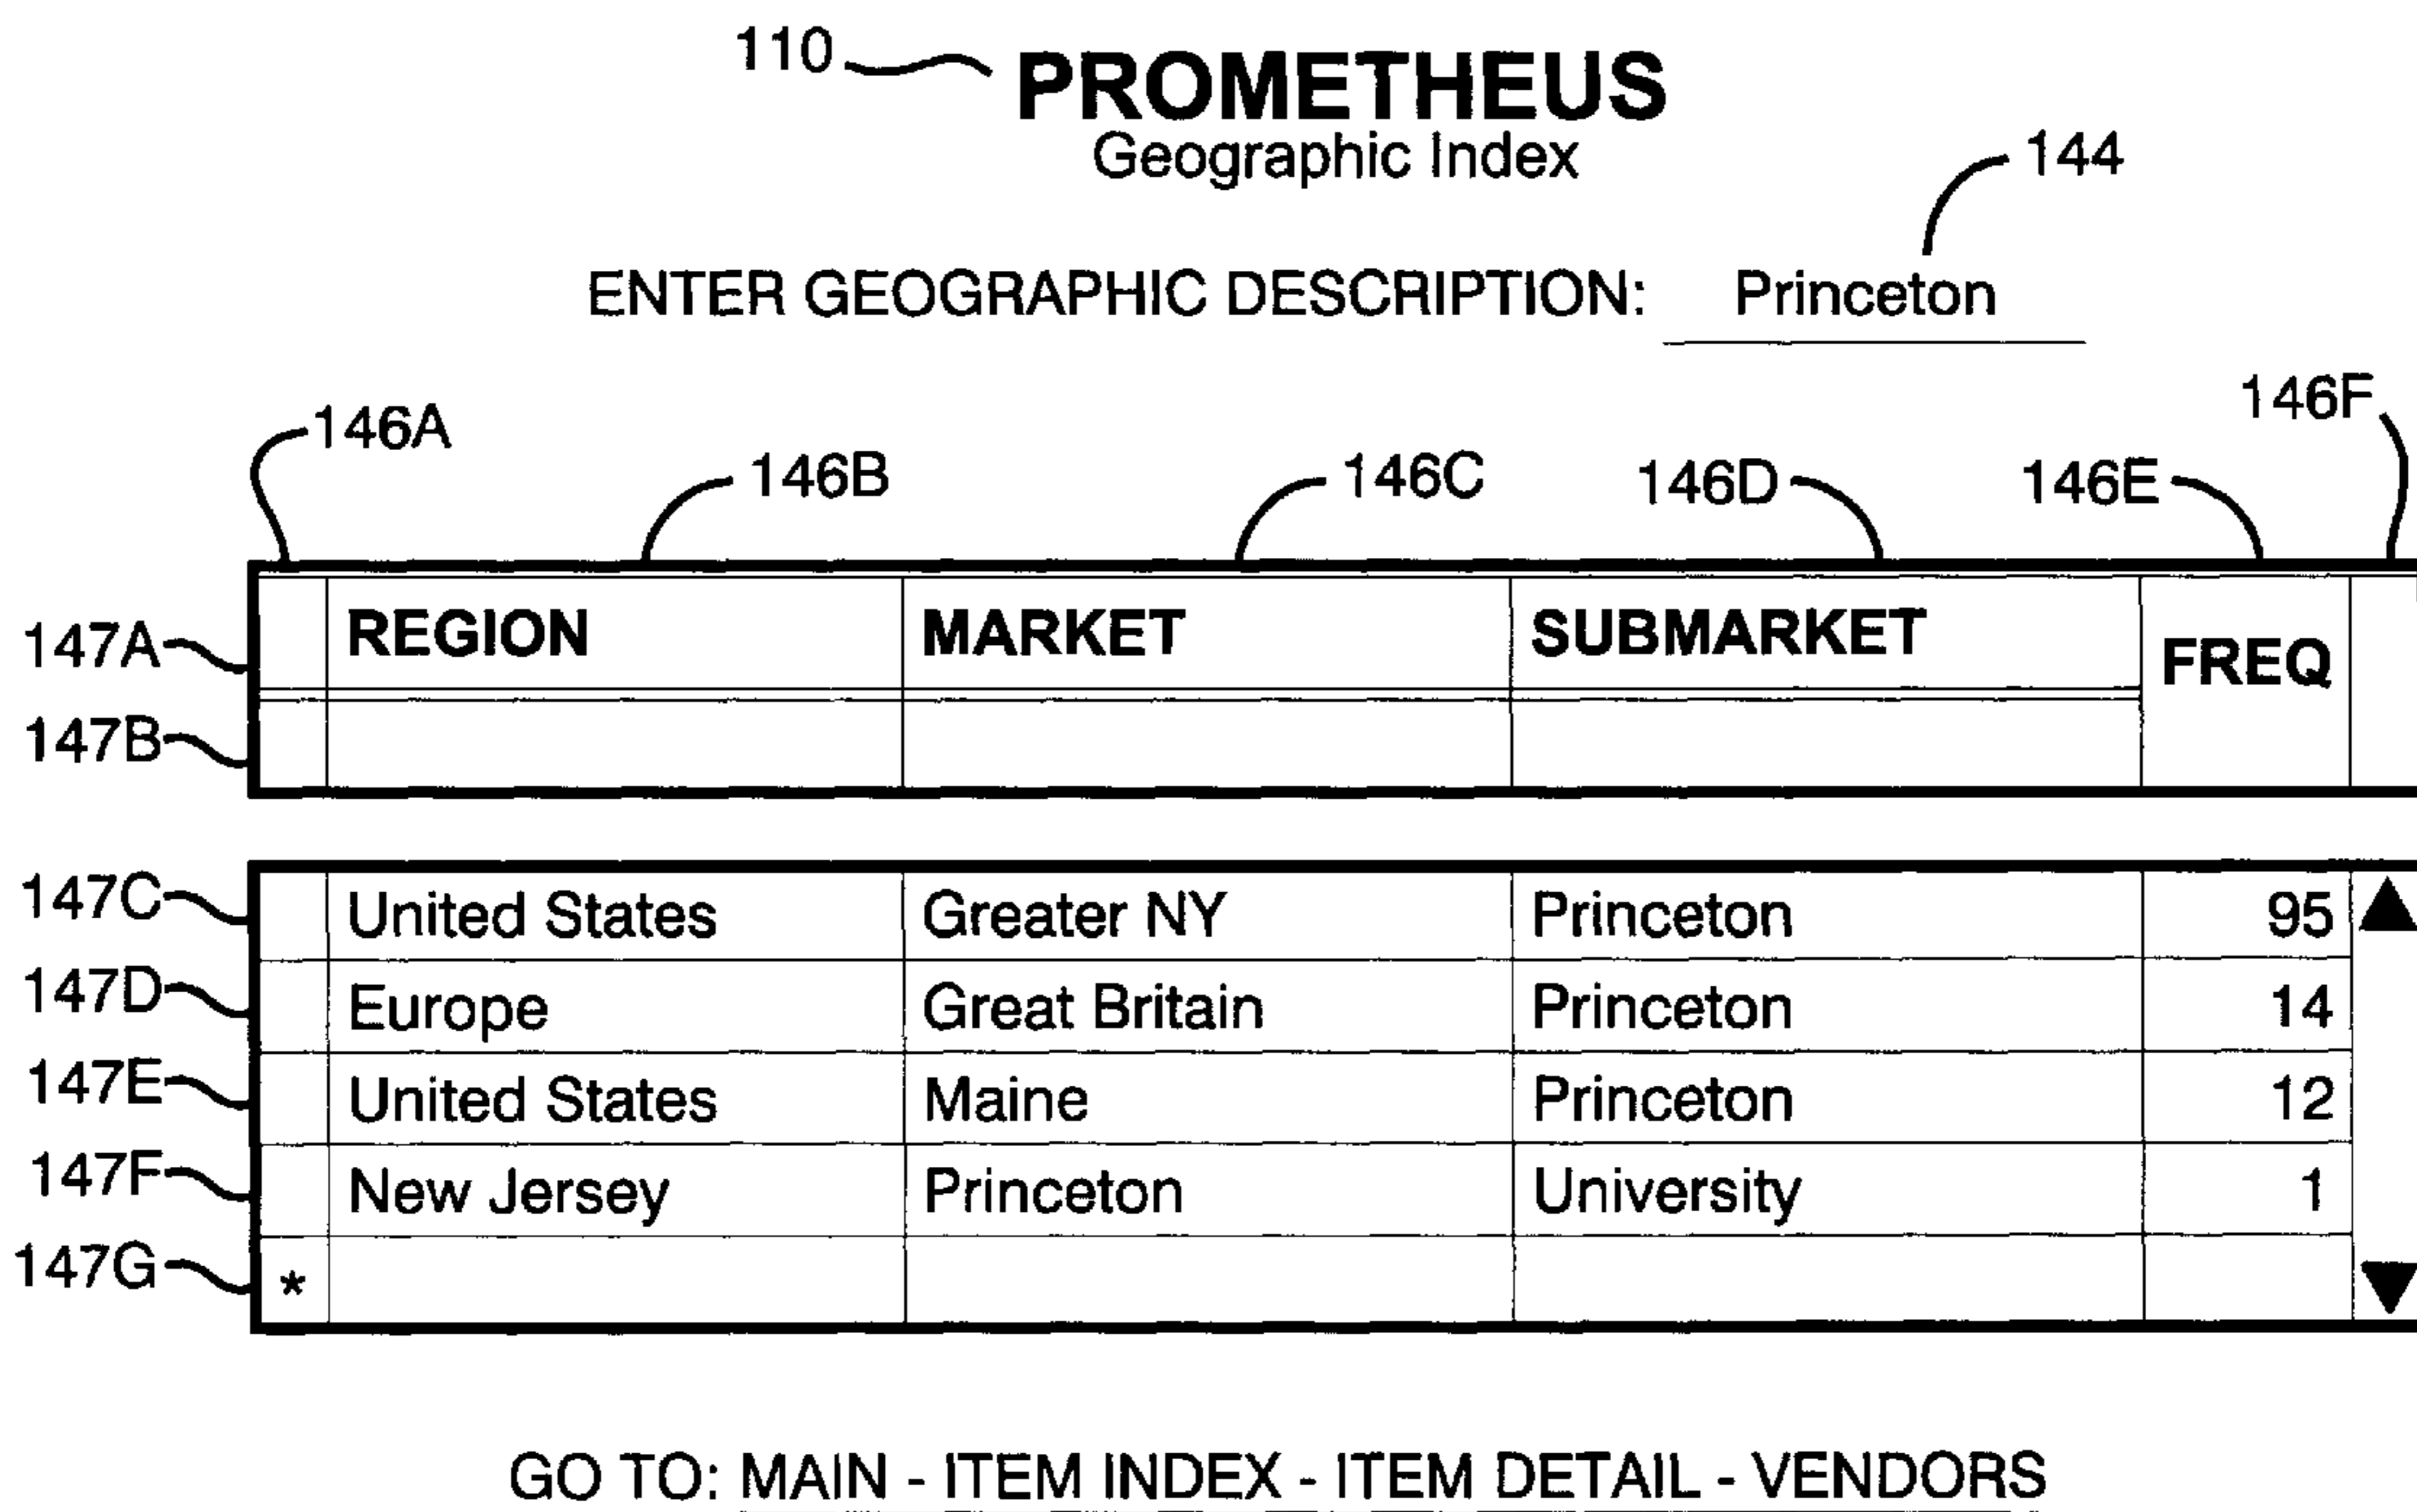 110 PROMETHEUS
Geographic Index
144
ENTER GEOGRAPHIC DESCRIPTION: Princeton
146A 146B 146C 146D 146E 146F
147A REGION MARKET SUBMARKET FREQ
147B
147C United States Greater NY Princeton 95
147D Europe Great Britain Princeton 14
147E United States Maine Princeton 12
147F New Jersey Princeton University 1
147G *
GO TO: MAIN - ITEM INDEX - ITEM DETAIL - VENDORS